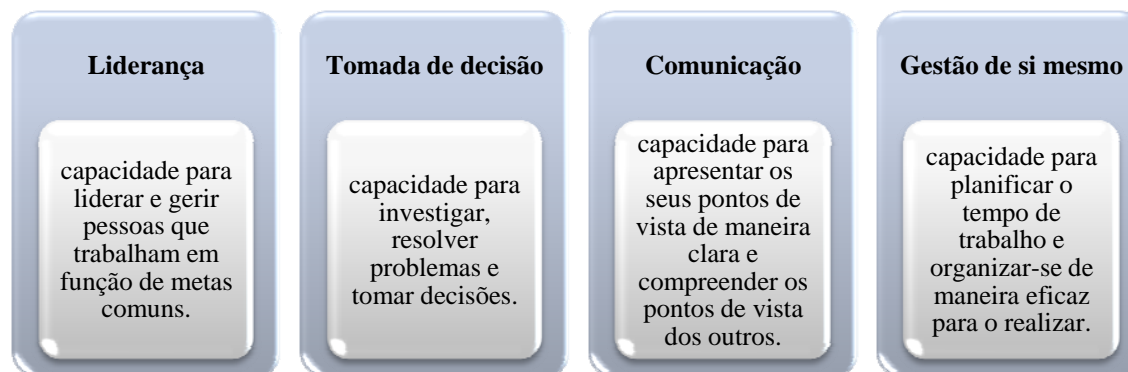 Liderança
capacidade para
liderar e gerir
pessoas que
trabalham em
função de metas
comuns.
Tomada de decisão
capacidade para
investigar,
resolver
problemas e
tomar decisões.
Comunicação
capacidade para
apresentar os
seus pontos de
vista de maneira
clara e
compreender os
pontos de vista
dos outros.
Gestão de si mesmo
capacidade para
planificar o
tempo de
trabalho e
organizar-se de
maneira eficaz
para o realizar.